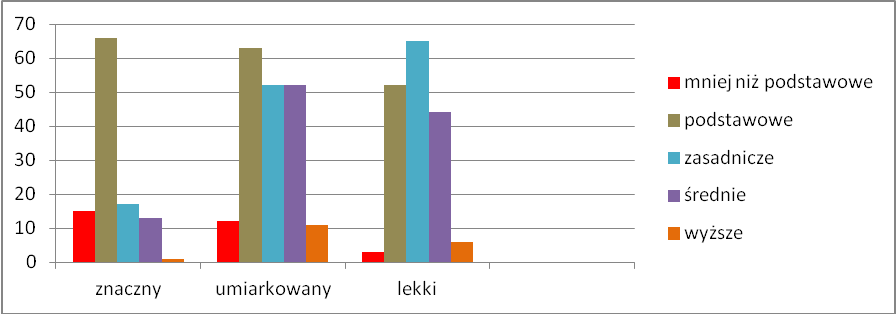 70
60
50
40
30
20
10
0
znaczny umiarkowany lekki
mniej niż podstawowe
podstawowe
zasadnicze
średnie
wyższe